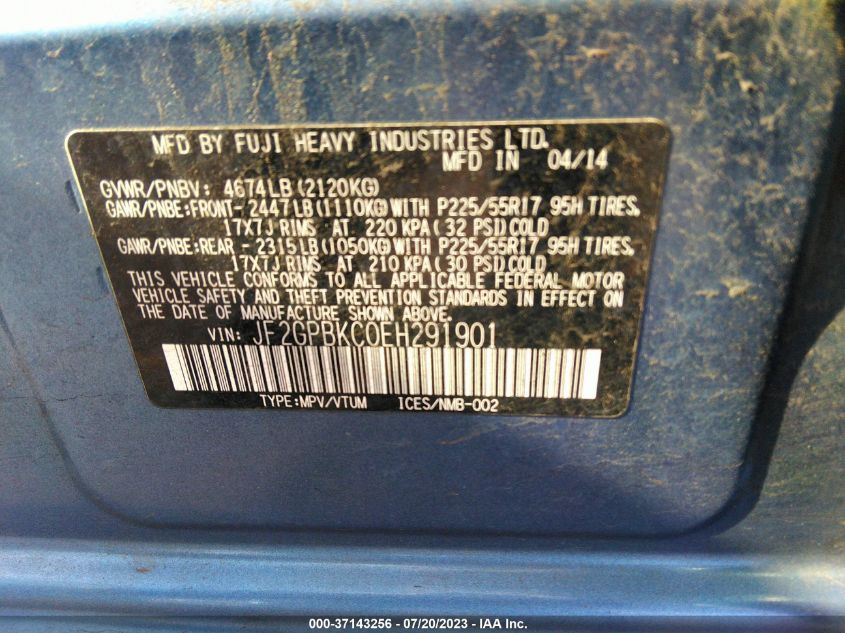 MFD BY FUJI HEAVY INDUSTRIES LTD.
MFD IN 04/14
GVWR/PNBV: 4674LB (2120KG)
GAWR/PNBE:FRONT- 2447LB(1110KG)WITH P225/55R17 95H TIRES,
17X7J RIMS AT 220 KPA( 32 PSI)COLD
GAWR/PNBE:REAR - 2315LB(1050KG)WITH P225/55R17 95H TIRES,
17X7J RIMS AT 210 KPA( 30 PSI)COLD
THIS VEHICLE CONFORMS TO ALL APPLICABLE FEDERAL MOTOR
VEHICLE SAFETY AND THEFT PREVENTION STANDARDS IN EFFECT ON
THE DATE OF MANUFACTURE SHOWN ABOVE.
VIN: JF2GPBKC0EH291901
TYPE:MPV/VTUM ICES/NMB-002
000-37143256 - 07/20/2023 - IAA Inc.